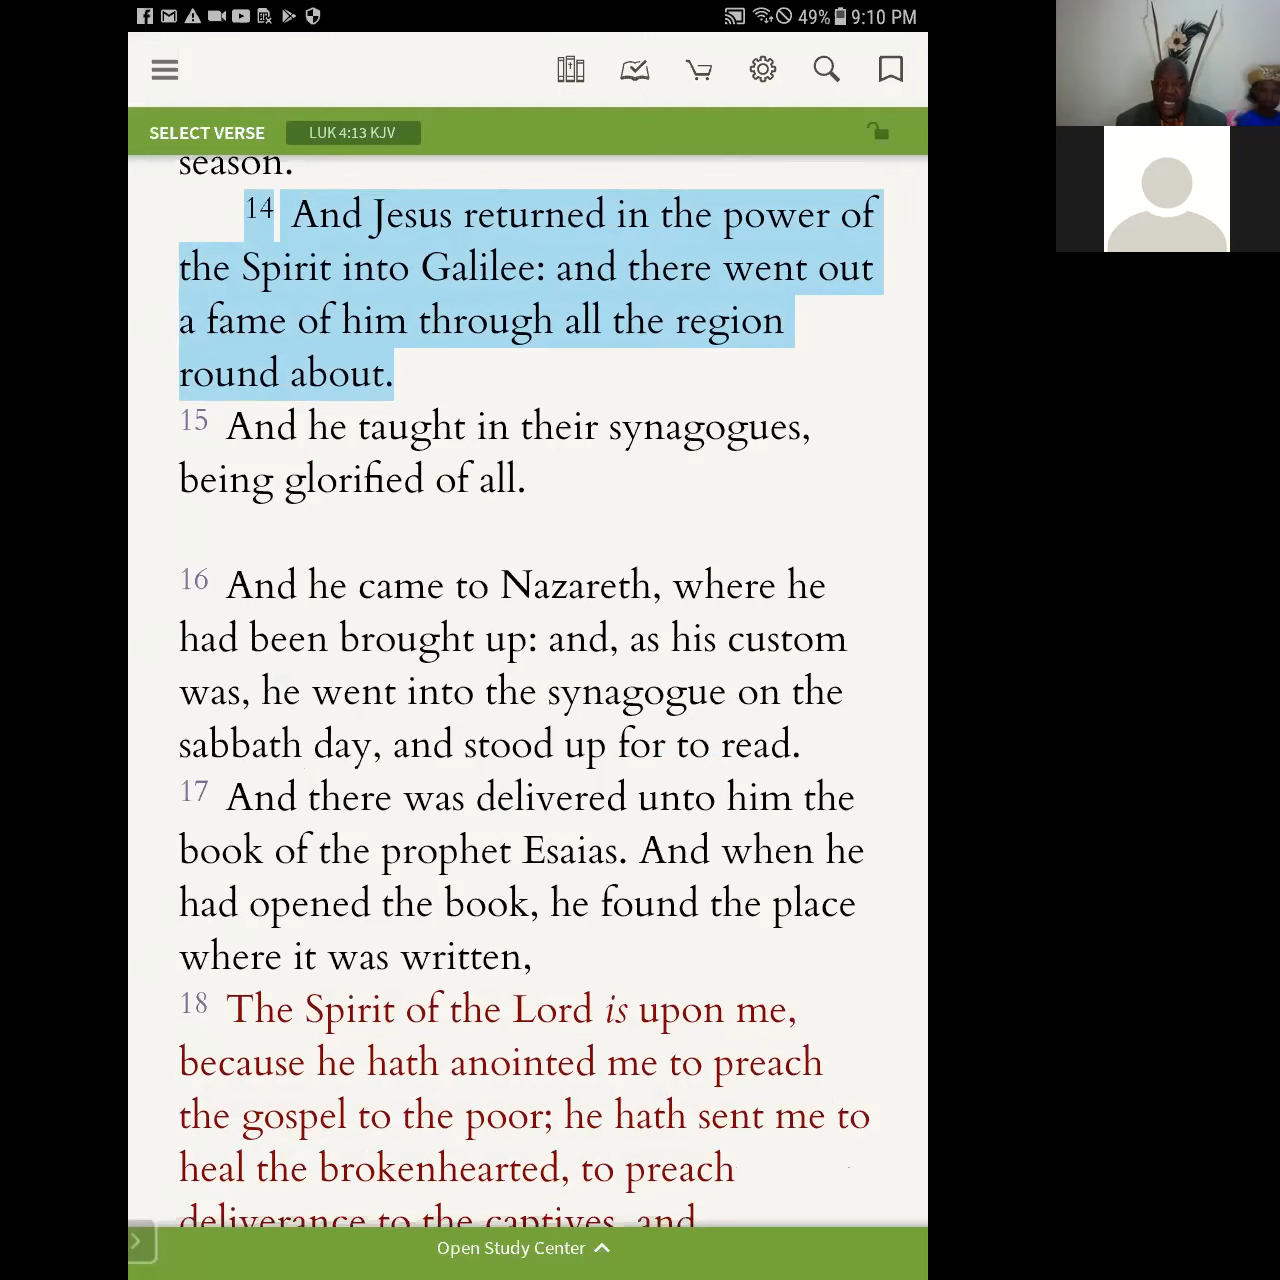 49% 9:10 PM
SELECT VERSE LUK 4:13 KJV
season.
14 And Jesus returned in the power of
the Spirit into Galilee: and there went out
a fame of him through all the region
round about.
15 And he taught in their synagogues,
being glorified of all.
16 And he came to Nazareth, where he
had been brought up: and, as his custom
was, he went into the synagogue on the
sabbath day, and stood up for to read.
17 And there was delivered unto him the
book of the prophet Esaias. And when he
had opened the book, he found the place
where it was written,
18 The Spirit of the Lord is upon me,
because he hath anointed me to preach
the gospel to the poor; he hath sent me to
heal the brokenhearted, to preach
deliverance to the captives, and
Open Study Center